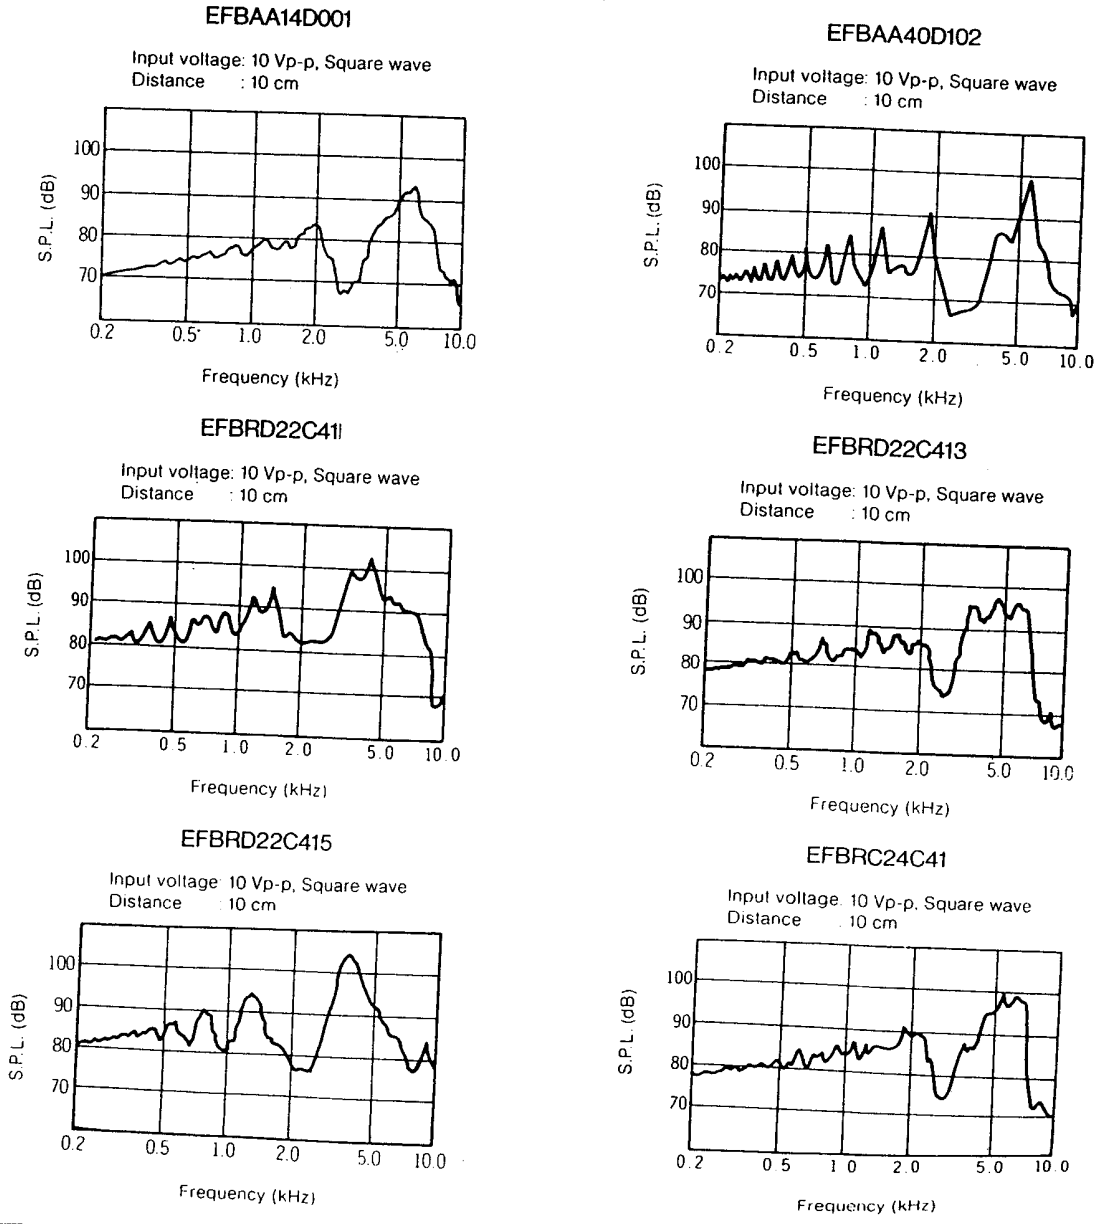 EFBAA14D001
Input voltage: 10 Vp-p, Square wave
Distance : 10 cm
S.P.L. (dB)
100
90
80
70
0.2 0.5 1.0 2.0 5.0 10.0
Frequency (kHz)
EFBAA40D102
Input voltage: 10 Vp-p, Square wave
Distance : 10 cm
S.P.L. (dB)
100
90
80
70
0.2 0.5 1.0 2.0 5.0 10.0
Frequency (kHz)
EFBRD22C411
Input voltage: 10 Vp-p, Square wave
Distance : 10 cm
S.P.L. (dB)
100
90
80
70
0.2 0.5 1.0 2.0 5.0 10.0
Frequency (kHz)
EFBRD22C413
Input voltage: 10 Vp-p, Square wave
Distance : 10 cm
S.P.L. (dB)
100
90
80
70
0.2 0.5 1.0 2.0 5.0 10.0
Frequency (kHz)
EFBRD22C415
Input voltage: 10 Vp-p, Square wave
Distance : 10 cm
S.P.L. (dB)
100
90
80
70
0.2 0.5 1.0 2.0 5.0 10.0
Frequency (kHz)
EFBRC24C41
Input voltage. 10 Vp-p, Square wave
Distance . 10 cm
S.P.L. (dB)
100
90
80
70
0.2 0.5 1 0 2.0 5.0 10.0
Frequency (kHz)